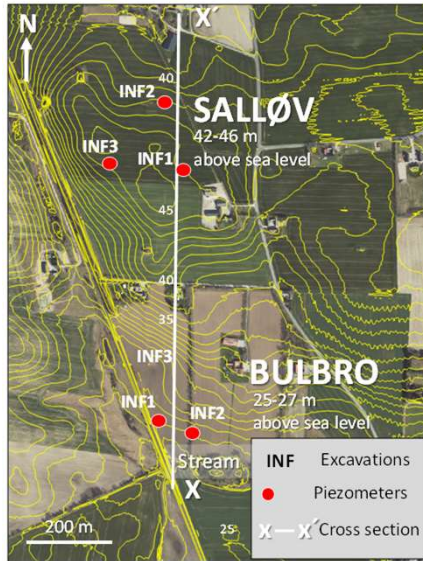 X´
N
40
INF2
SALLØV
42-46 m
above sea level
INF3
INF1
45
40
35
INF3
BULBRO
25-27 m
above sea level
INF1
INF2
Stream
X
25
200 m
INF Excavations
Piezometers
X — X´ Cross section